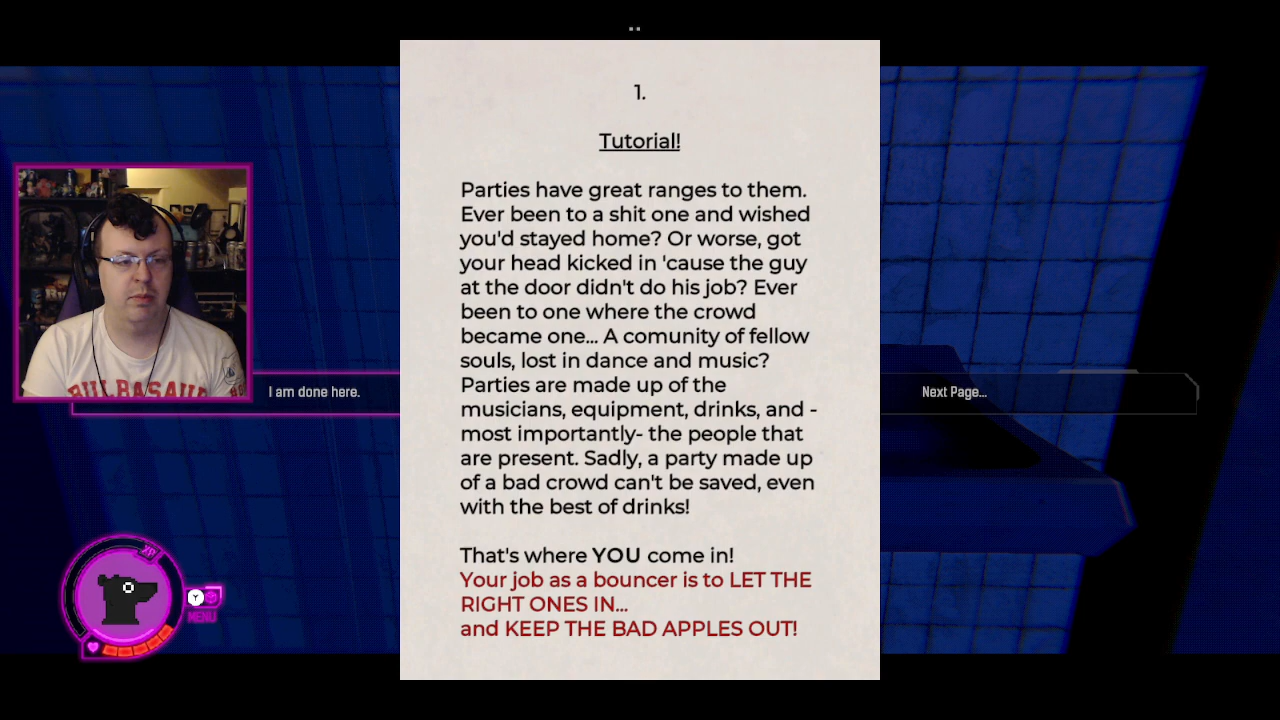 1.
Tutorial!
Parties have great ranges to them.
Ever been to a shit one and wished
you'd stayed home? Or worse, got
your head kicked in 'cause the guy
at the door didn't do his job? Ever
been to one where the crowd
became one... A comunity of fellow
souls, lost in dance and music?
Parties are made up of the
musicians, equipment, drinks, and -
most importantly- the people that
are present. Sadly, a party made up
of a bad crowd can't be saved, even
with the best of drinks!
That's where YOU come in!
Your job as a bouncer is to LET THE
RIGHT ONES IN...
and KEEP THE BAD APPLES OUT!
I am done here.
Next Page...
XP
Y
MENU